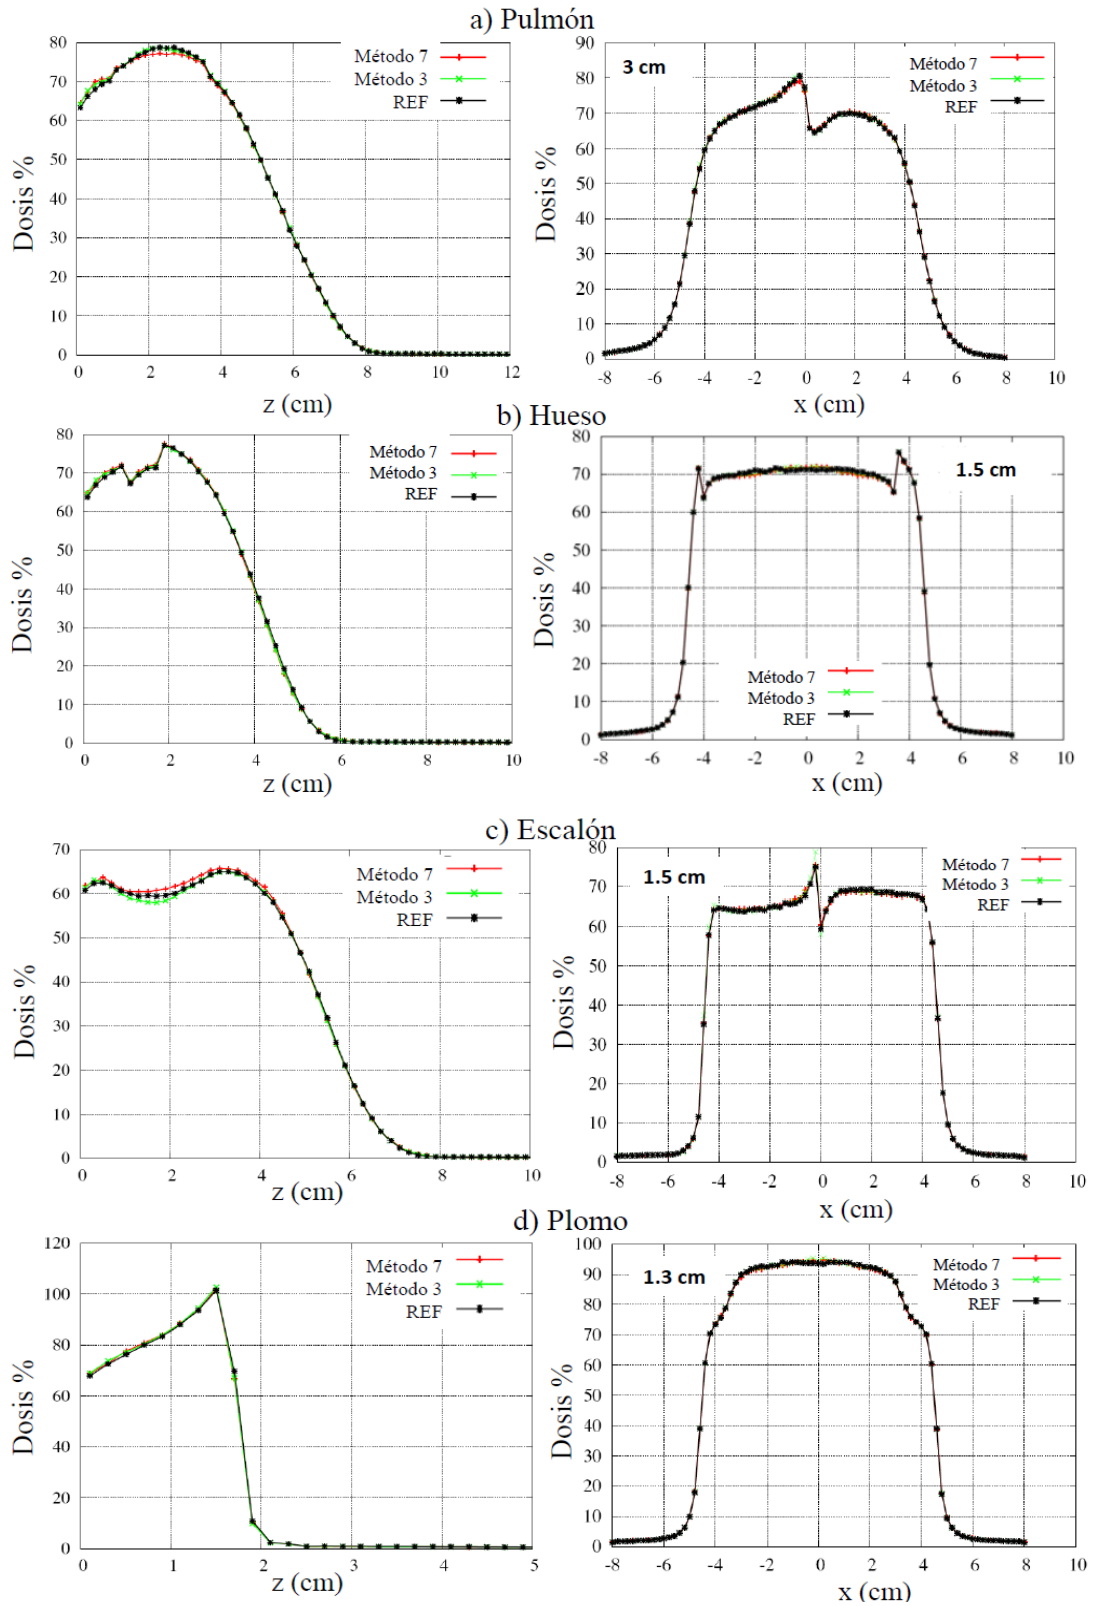 a) Pulmón
Dosis %
80
70
60
50
40
30
20
10
0
Método 7
Método 3
REF
0 2 4 6 8 10 12
z (cm)
Dosis %
90
80
70
60
50
40
30
20
10
0
3 cm
Método 7
Método 3
REF
-8 -6 -4 -2 0 2 4 6 8 10
x (cm)
b) Hueso
Dosis %
80
70
60
50
40
30
20
10
0
Método 7
Método 3
REF
0 2 4 6 8 10
z (cm)
Dosis %
80
70
60
50
40
30
20
10
0
1.5 cm
Método 7
Método 3
REF
-8 -6 -4 -2 0 2 4 6 8 10
x (cm)
c) Escalón
Dosis %
70
60
50
40
30
20
10
0
Método 7
Método 3
REF
0 2 4 6 8 10
z (cm)
Dosis %
80
70
60
50
40
30
20
10
0
1.5 cm
Método 7
Método 3
REF
-8 -6 -4 -2 0 2 4 6 8 10
x (cm)
d) Plomo
Dosis %
120
100
80
60
40
20
0
Método 7
Método 3
REF
0 1 2 3 4 5
z (cm)
Dosis %
100
90
80
70
60
50
40
30
20
10
0
1.3 cm
Método 7
Método 3
REF
-8 -6 -4 -2 0 2 4 6 8 10
x (cm)